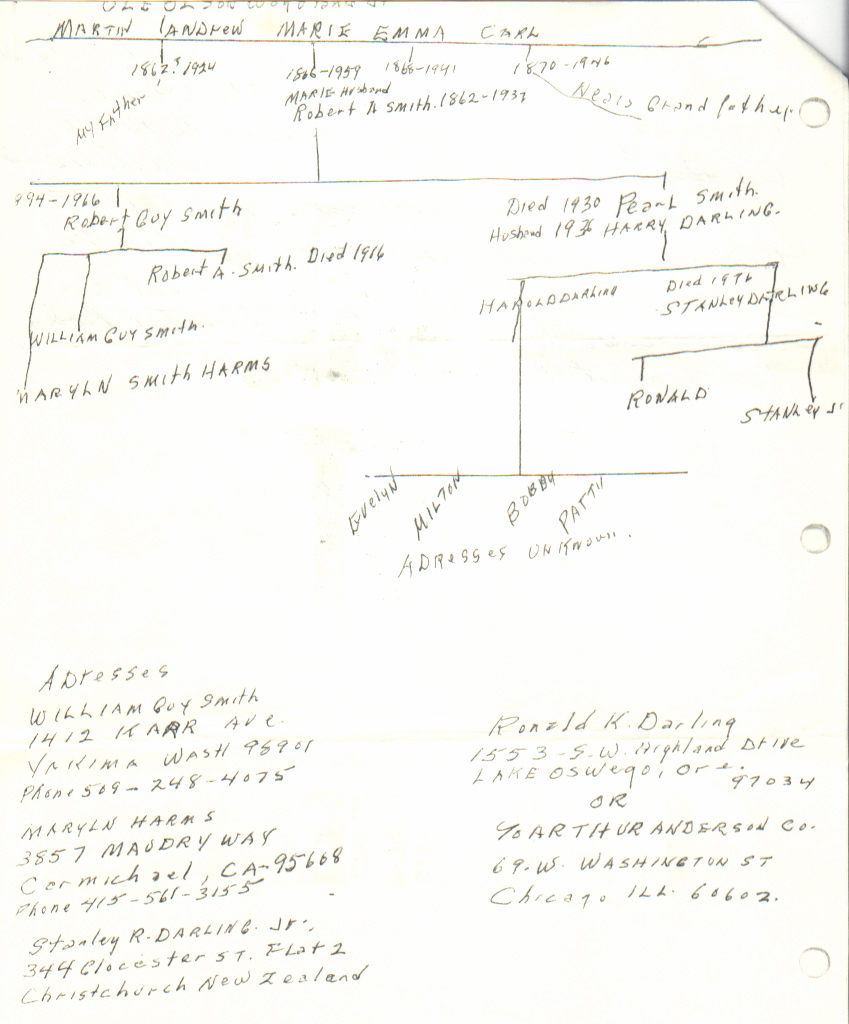 OLE OLSON
MARTIN ANDREW MARIE EMMA CARL
1862? 1924 1866-1959 1868-1941 1870-1946
My Father
MARIE Husband
Robert A Smith. 1862-1937
Neals Grand father.
894-1966
Robert Guy Smith
Died 1930 Pearl Smith.
Husband 1936 HARRY DARLING.
Robert A. Smith. Died 1966
HAROLD DARLING
Died 1976
STANLEY DARLING
WILLIAM GUY Smith.
MARYLN SMITH HARMS
RONALD
STANLEY Jr
Evelyn MILTON BOBBY PATTY
ADResses UNKNOWN.
ADresses
WILLIAM GUY Smith
1412 KARR AVe.
YAKIMA WASH 98901
Phone 509-248-4075
MARYLN HARMS
3857 MAUDRY WAY
Carmichael, CA-95608
Phone 415-561-3155
Stanley R. DARLING. Jr.,
344 Glocester ST. FLat 2
Christchurch New Zealand
Ronald K. Darling
1553-S.W. Highland Drive
LAKE OSwego, Ore.
97034
OR
℅ ARTHUR ANDERSON Co.
69. W. WASHINGTON ST
Chicago ILL. 60602.